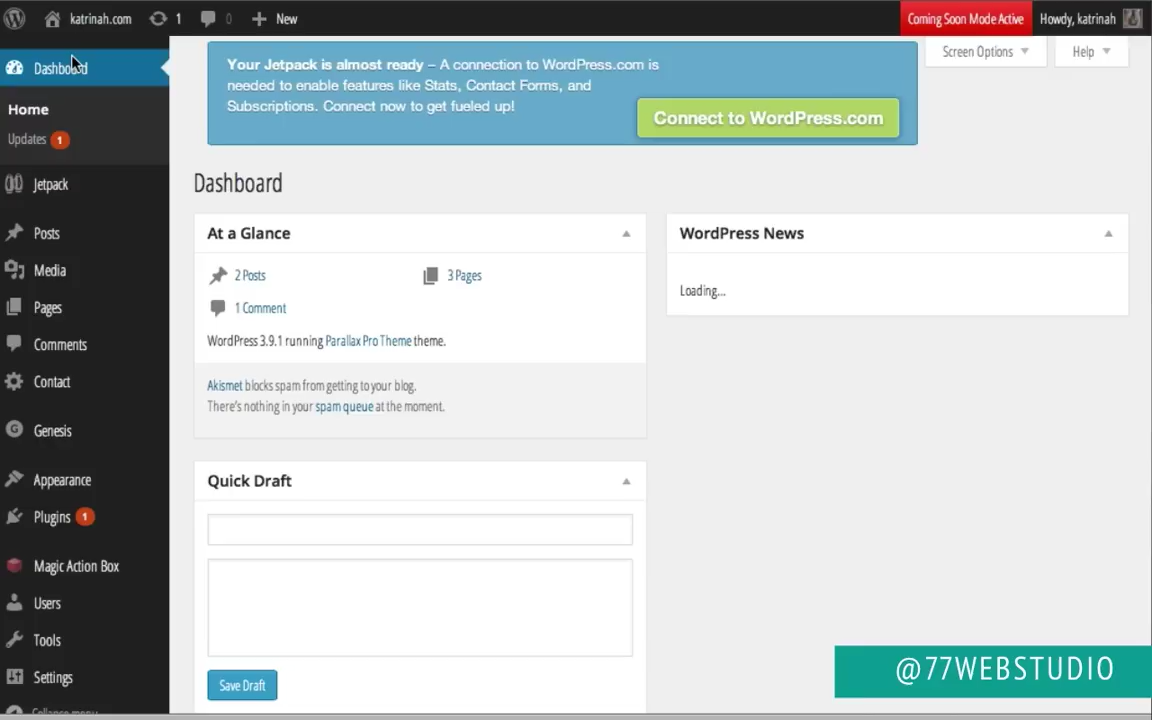 katrinah.com 1 0 New Coming Soon Mode Active Howdy, katrinah
Dashboard
Home
Updates 1
Jetpack
Posts
Media
Pages
Comments
Contact
Genesis
Appearance
Plugins 1
Magic Action Box
Users
Tools
Settings
Collapse menu
Your Jetpack is almost ready – A connection to WordPress.com is
needed to enable features like Stats, Contact Forms, and
Subscriptions. Connect now to get fueled up!
Connect to WordPress.com
Screen Options
Help
Dashboard
At a Glance
2 Posts
3 Pages
1 Comment
WordPress 3.9.1 running Parallax Pro Theme theme.
Akismet blocks spam from getting to your blog.
There's nothing in your spam queue at the moment.
Quick Draft
Save Draft
WordPress News
Loading...
@77WEBSTUDIO